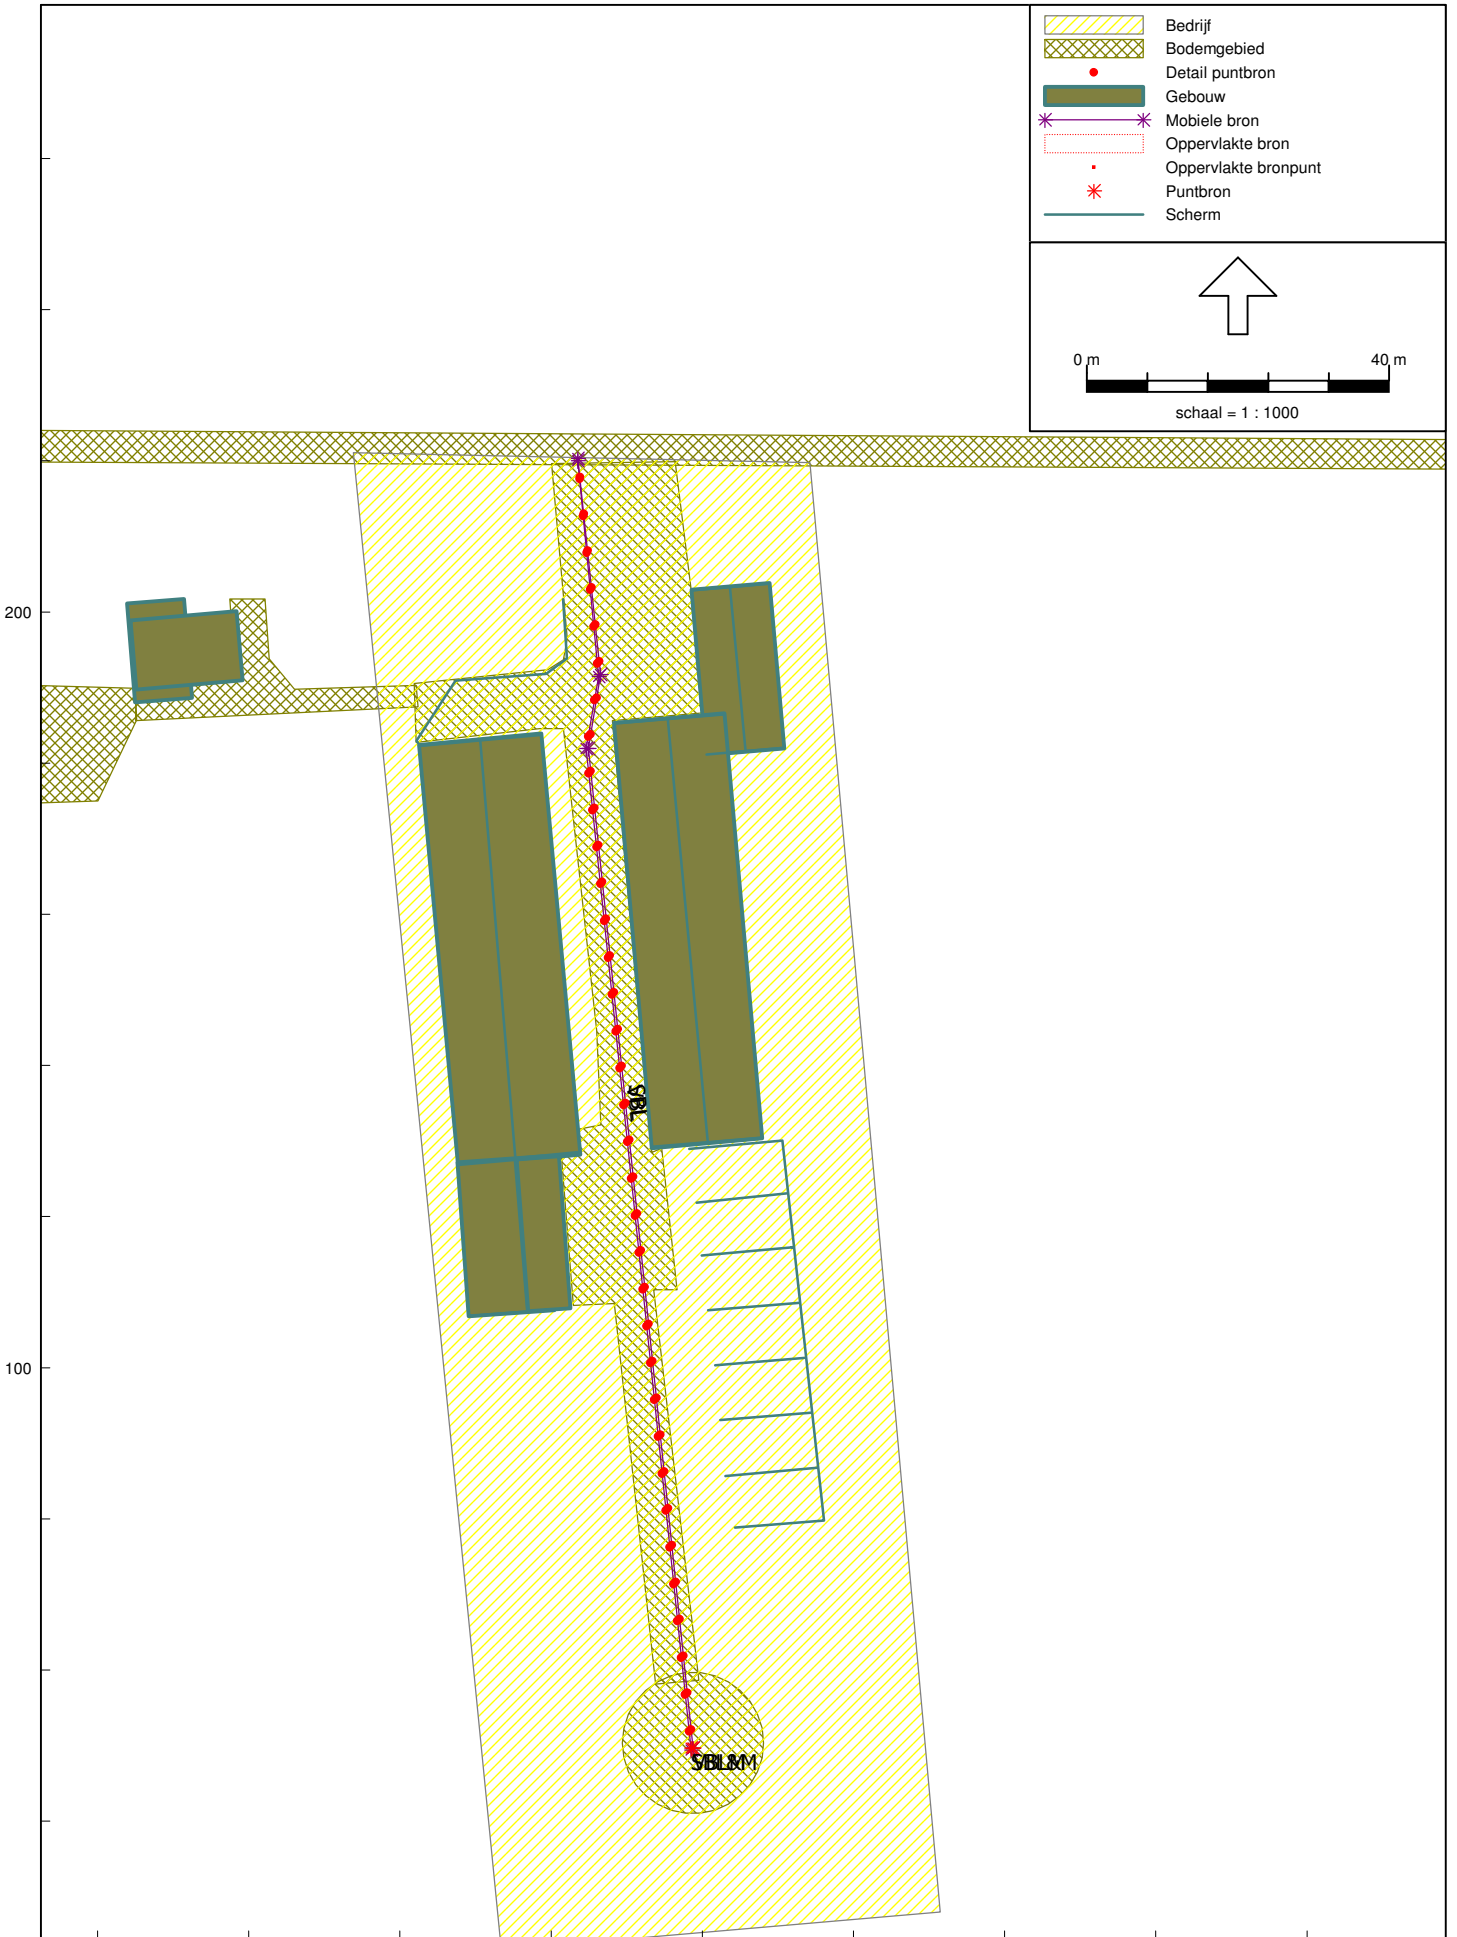 Bedrijf
Bodemgebied
Detail puntbron
Gebouw
Mobiele bron
Oppervlakte bron
Oppervlakte bronpunt
Puntbron
Scherm
0 m 40 m
schaal = 1 : 1000
200
100